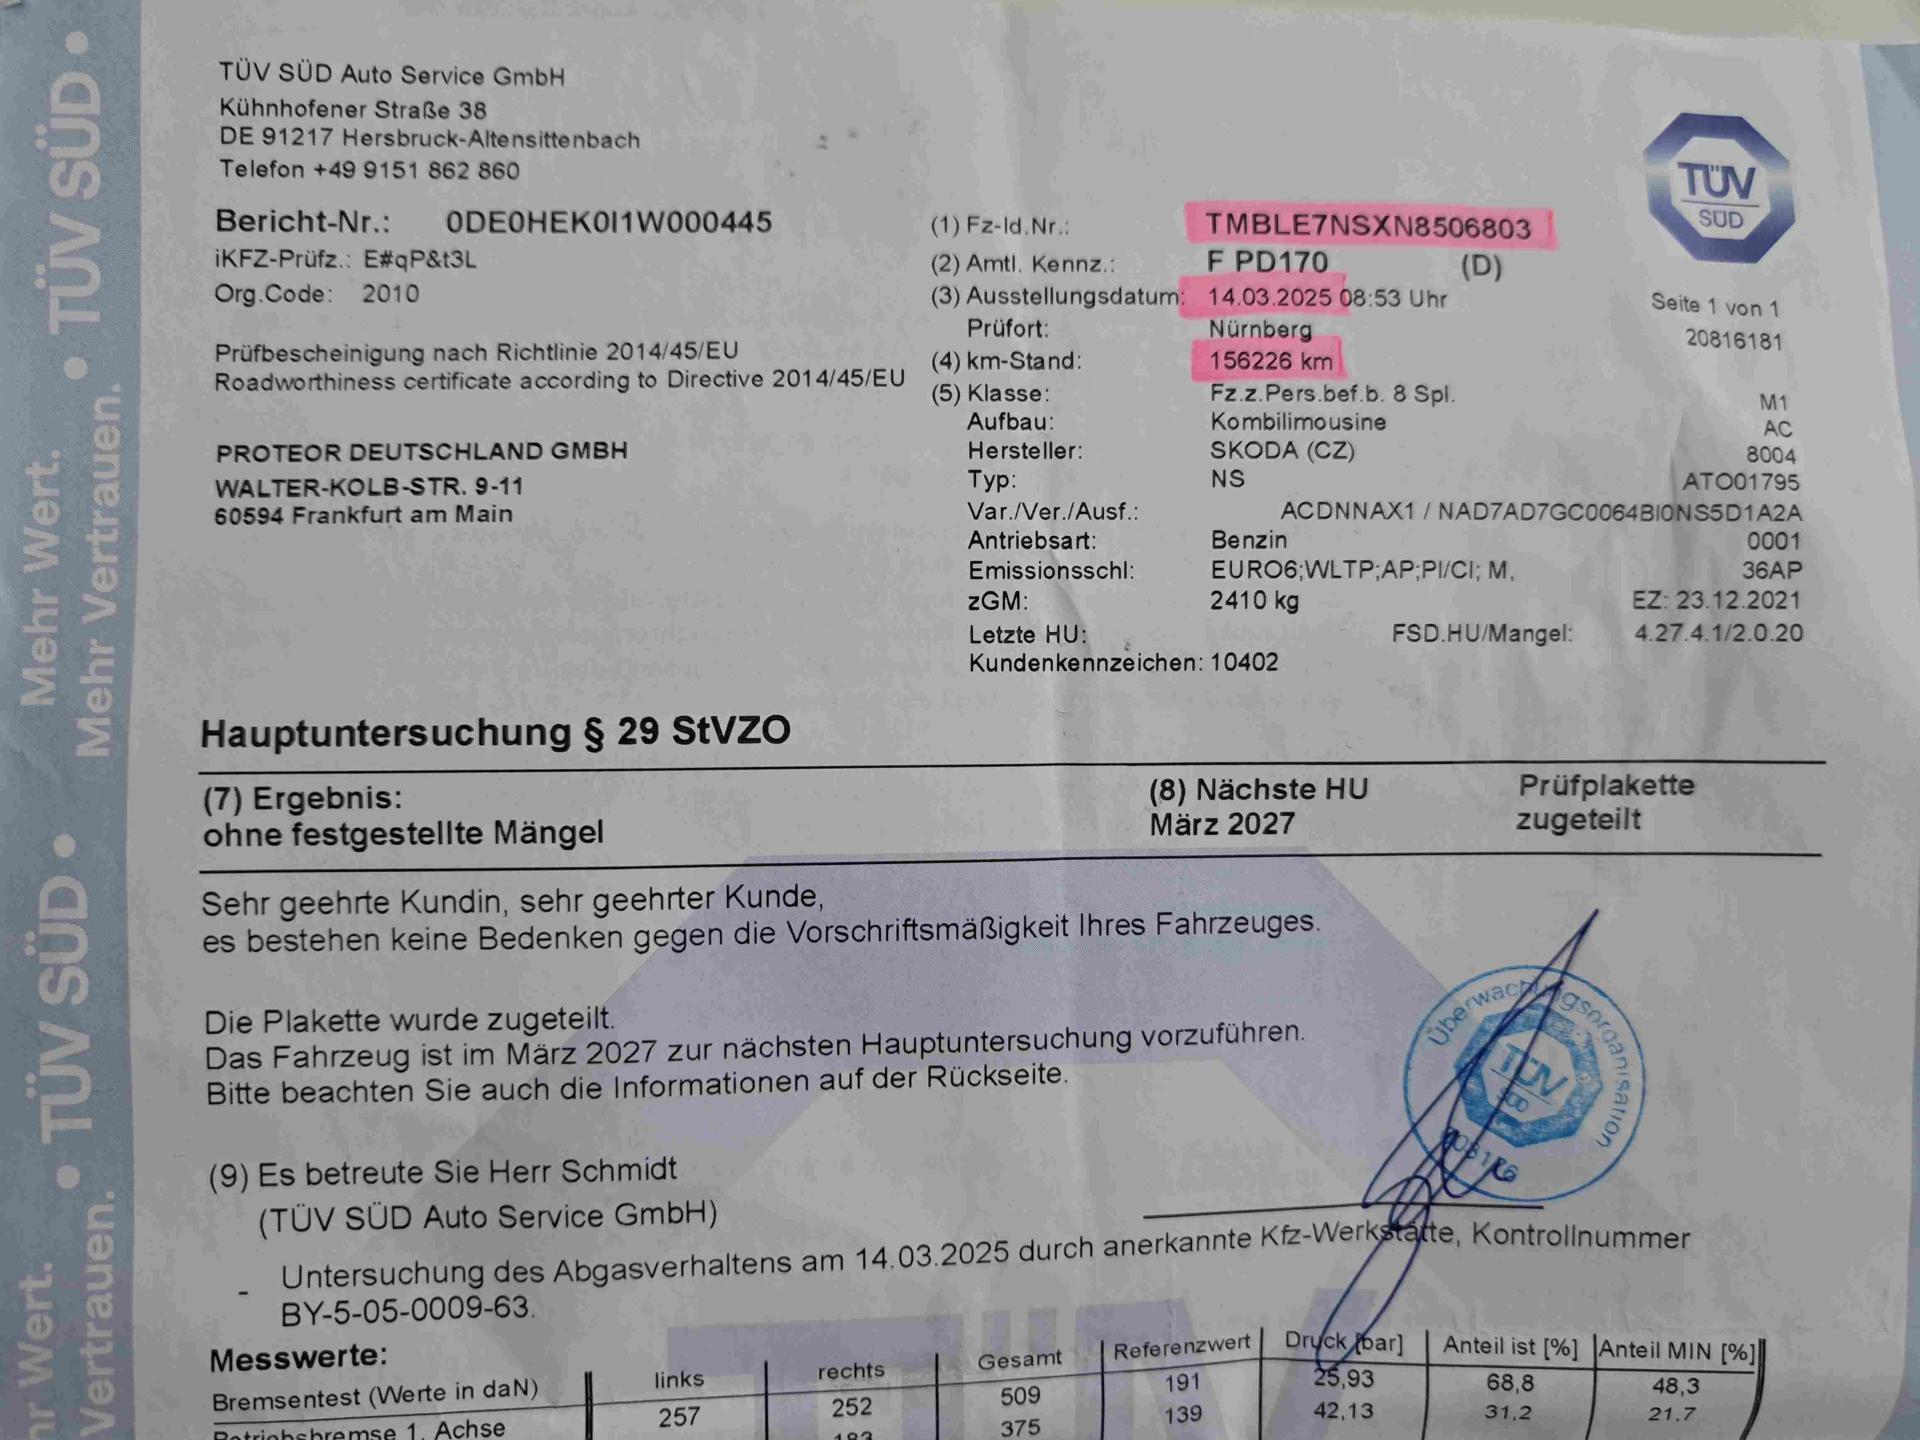 TÜV SÜD Auto Service GmbH
Kühnhofener Straße 38
DE 91217 Hersbruck-Altensittenbach
Telefon +49 9151 862 860
Bericht-Nr.: 0DE0HEK0I1W000445
iKFZ-Prüfz.: E#qP&t3L
Org.Code: 2010
Prüfbescheinigung nach Richtlinie 2014/45/EU
Roadworthiness certificate according to Directive 2014/45/EU
PROTEOR DEUTSCHLAND GMBH
WALTER-KOLB-STR. 9-11
60594 Frankfurt am Main
(1) Fz-Id.Nr.: TMBLE7NSXN8506803
(2) Amtl. Kennz.: F PD170 (D)
(3) Ausstellungsdatum: 14.03.2025 08:53 Uhr
Prüfort: Nürnberg
(4) km-Stand: 156226 km
(5) Klasse: Fz.z.Pers.bef.b. 8 Spl. M1
Aufbau: Kombilimousine AC
Hersteller: SKODA (CZ) 8004
Typ: NS ATO01795
Var./Ver./Ausf.: ACDNNAX1 / NAD7AD7GC0064BI0NS5D1A2A
Antriebsart: Benzin 0001
Emissionsschl: EURO6;WLTP;AP;PI/CI; M, 36AP
zGM: 2410 kg EZ: 23.12.2021
Letzte HU: FSD.HU/Mangel: 4.27.4.1/2.0.20
Kundenkennzeichen: 10402
TÜV
SÜD
Seite 1 von 1
20816181
Hauptuntersuchung § 29 StVZO
(7) Ergebnis:
ohne festgestellte Mängel
(8) Nächste HU
März 2027
Prüfplakette
zugeteilt
Sehr geehrte Kundin, sehr geehrter Kunde,
es bestehen keine Bedenken gegen die Vorschriftsmäßigkeit Ihres Fahrzeuges.
Die Plakette wurde zugeteilt.
Das Fahrzeug ist im März 2027 zur nächsten Hauptuntersuchung vorzuführen.
Bitte beachten Sie auch die Informationen auf der Rückseite.
(9) Es betreute Sie Herr Schmidt
(TÜV SÜD Auto Service GmbH)
Überwachungsorganisation
TÜV
SÜD
- Untersuchung des Abgasverhaltens am 14.03.2025 durch anerkannte Kfz-Werkstätte, Kontrollnummer
BY-5-05-0009-63.
Messwerte:
Bremsentest (Werte in daN) links rechts Gesamt Referenzwert Druck [bar] Anteil ist [%] Anteil MIN [%]
Betriebsbremse 1. Achse 257 252 509 191 25,93 68,8 48,3
183 375 139 42,13 31,2 21,7
Mehr Wert.
Mehr Vertrauen.
• TÜV SÜD •
• TÜV SÜD •
hr Wert.
Vertrauen.
TÜV